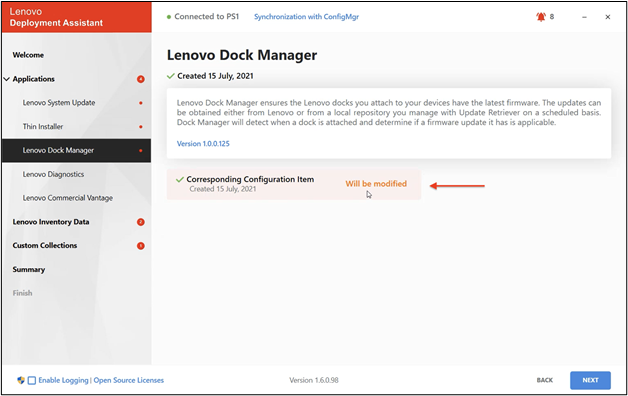 Lenovo
Deployment Assistant
Connected to PS1
Synchronization with ConfigMgr
8
Welcome
Applications
Lenovo System Update
Thin Installer
Lenovo Dock Manager
Lenovo Diagnostics
Lenovo Commercial Vantage
Lenovo Inventory Data
Custom Collections
Summary
Finish
Lenovo Dock Manager
Created 15 July, 2021
Lenovo Dock Manager ensures the Lenovo docks you attach to your devices have the latest firmware. The updates can
be obtained either from Lenovo or from a local repository you manage with Update Retriever on a scheduled basis.
Dock Manager will detect when a dock is attached and determine if a firmware update it has is applicable.
Version 1.0.0.125
Corresponding Configuration Item
Created 15 July, 2021
Will be modified
Enable Logging | Open Source Licenses
Version 1.6.0.98
BACK
NEXT